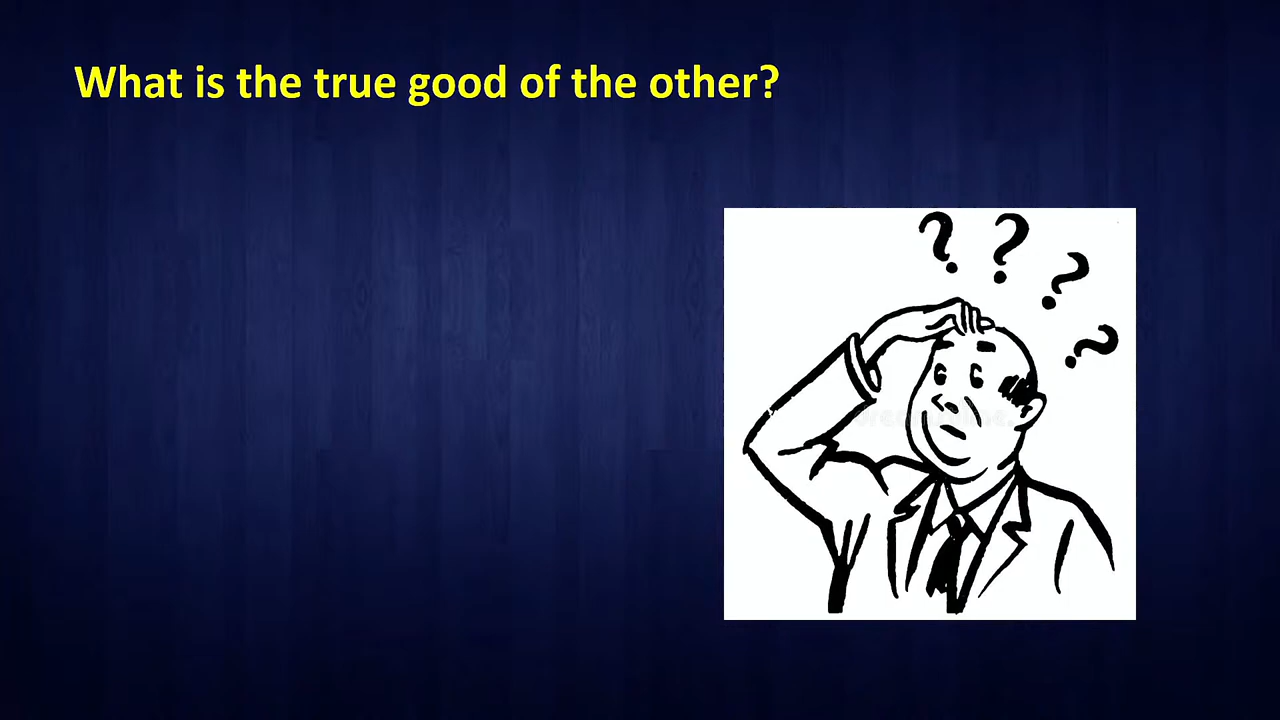 What is the true good of the other?
? ? ? ?